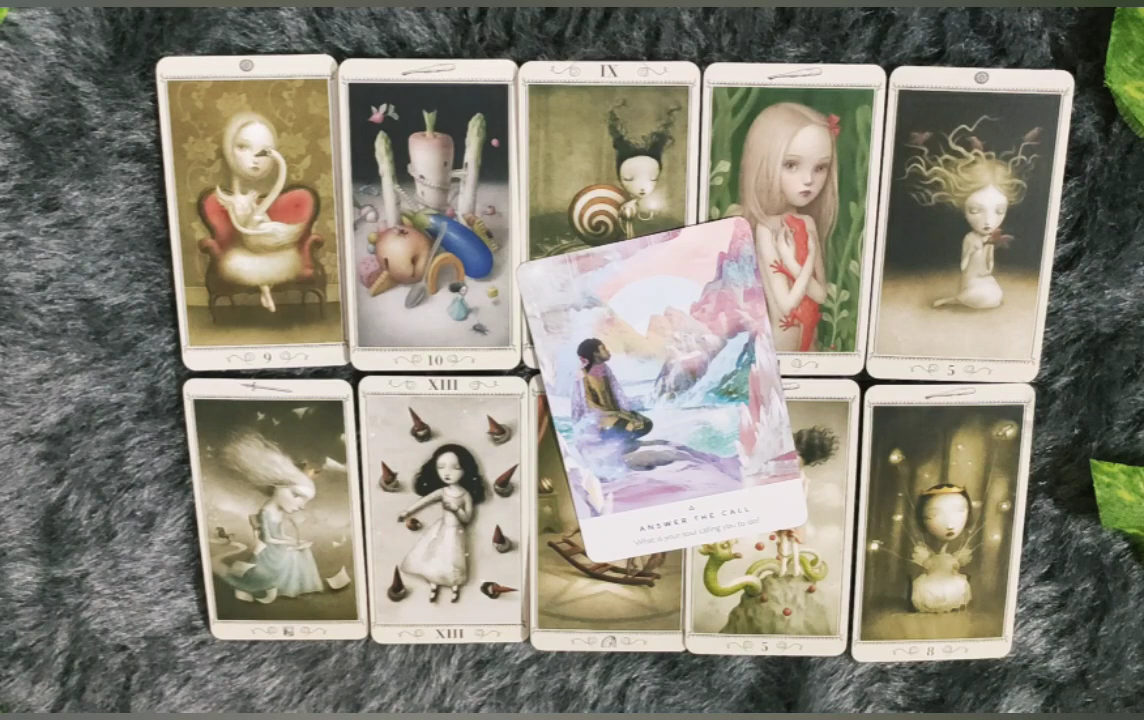 IX
9
10
5
XIII
ANSWER THE CALL
What is your soul calling you to do?
XIII
5
8